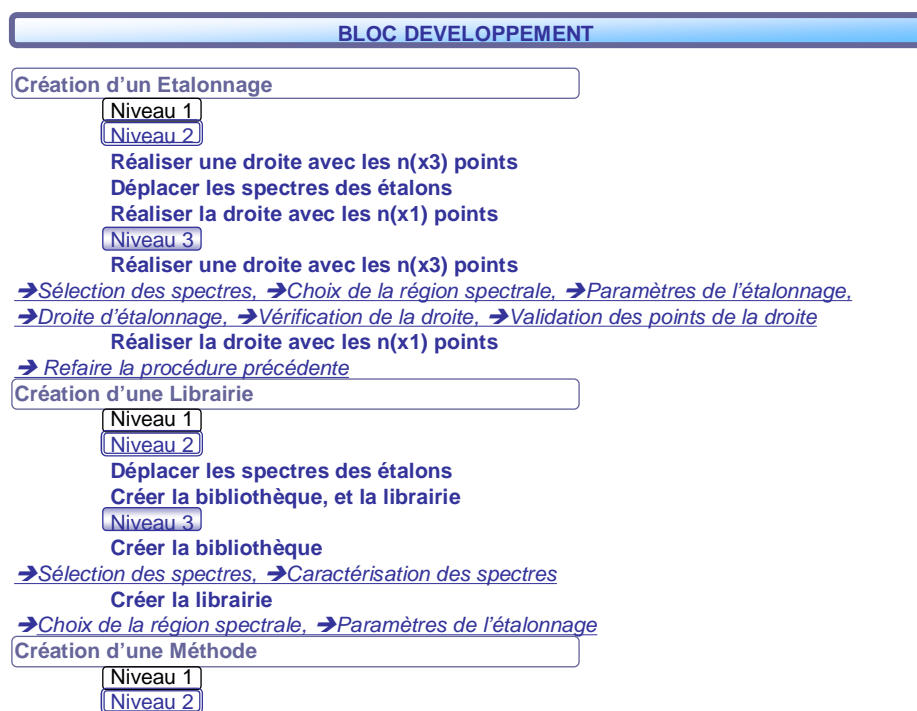 BLOC DEVELOPPEMENT
Création d'un Etalonnage
Niveau 1
Niveau 2
Réaliser une droite avec les n(x3) points
Déplacer les spectres des étalons
Réaliser la droite avec les n(x1) points
Niveau 3
Réaliser une droite avec les n(x3) points
➔Sélection des spectres, ➔Choix de la région spectrale, ➔Paramètres de l'étalonnage,
➔Droite d'étalonnage, ➔Vérification de la droite, ➔Validation des points de la droite
Réaliser la droite avec les n(x1) points
➔ Refaire la procédure précédente
Création d'une Librairie
Niveau 1
Niveau 2
Déplacer les spectres des étalons
Créer la bibliothèque, et la librairie
Niveau 3
Créer la bibliothèque
➔Sélection des spectres, ➔Caractérisation des spectres
Créer la librairie
➔Choix de la région spectrale, ➔Paramètres de l'étalonnage
Création d'une Méthode
Niveau 1
Niveau 2